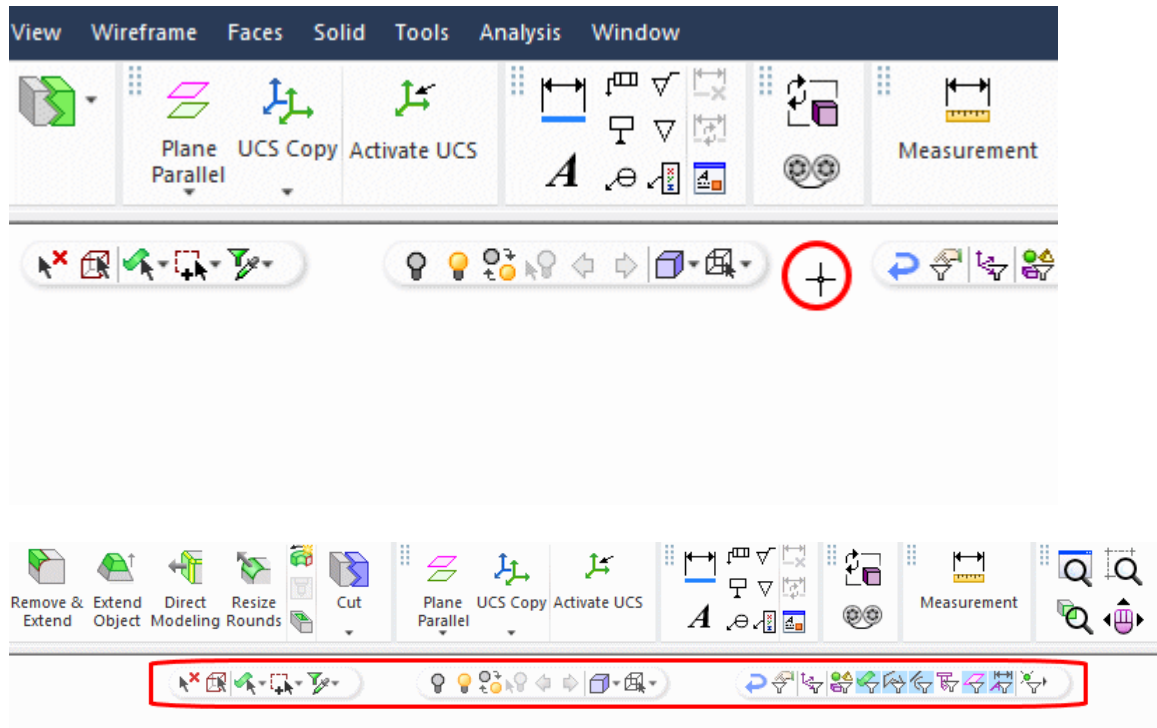 View Wireframe Faces Solid Tools Analysis Window
Plane UCS Copy Activate UCS Measurement
Parallel
A
Remove & Extend Direct Resize Cut Plane UCS Copy Activate UCS Measurement
Extend Object Modeling Rounds Parallel
A